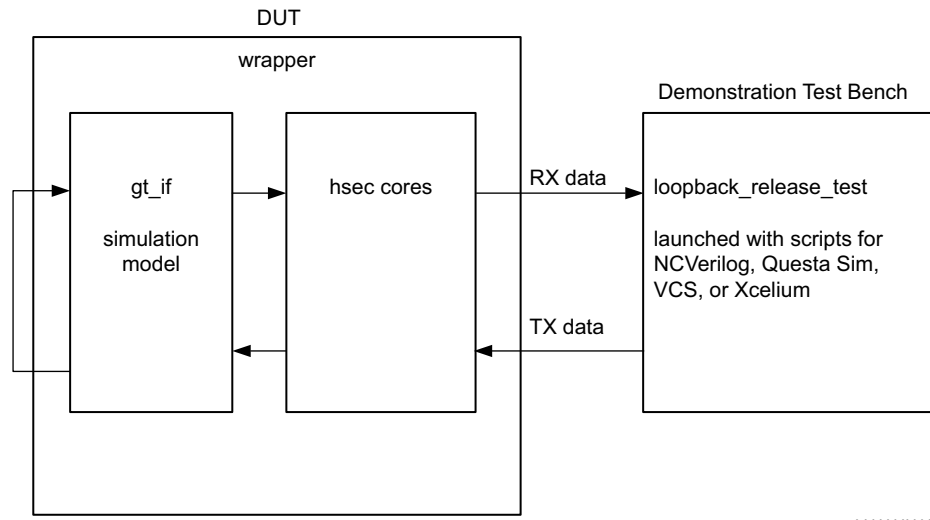 DUT
wrapper
Demonstration Test Bench
gt_if
simulation
model
hsec cores
RX data
loopback_release_test
launched with scripts for
NCVerilog, Questa Sim,
VCS, or Xcelium
TX data